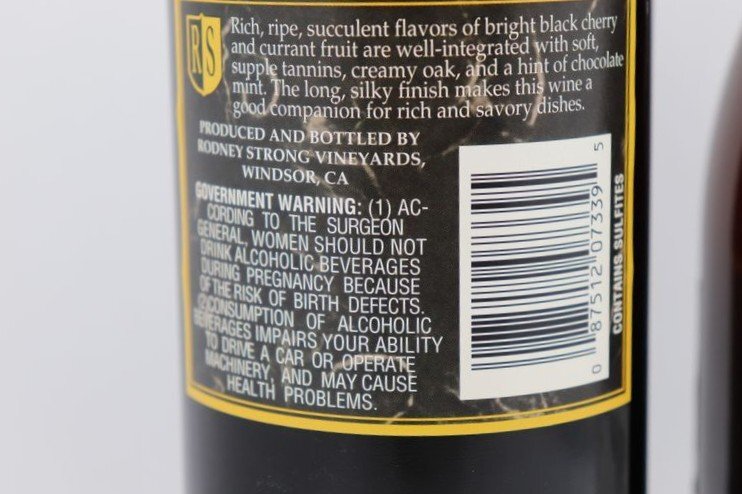 RS
Rich, ripe, succulent flavors of bright black cherry
and currant fruit are well-integrated with soft,
supple tannins, creamy oak, and a hint of chocolate
mint. The long, silky finish makes this wine a
good companion for rich and savory dishes.
PRODUCED AND BOTTLED BY
RODNEY STRONG VINEYARDS,
WINDSOR, CA
GOVERNMENT WARNING: (1) AC-
CORDING TO THE SURGEON
GENERAL, WOMEN SHOULD NOT
DRINK ALCOHOLIC BEVERAGES
DURING PREGNANCY BECAUSE
OF THE RISK OF BIRTH DEFECTS.
(2)CONSUMPTION OF ALCOHOLIC
BEVERAGES IMPAIRS YOUR ABILITY
TO DRIVE A CAR OR OPERATE
MACHINERY, AND MAY CAUSE
HEALTH PROBLEMS.
0 87512 07339 5
CONTAINS SULFITES